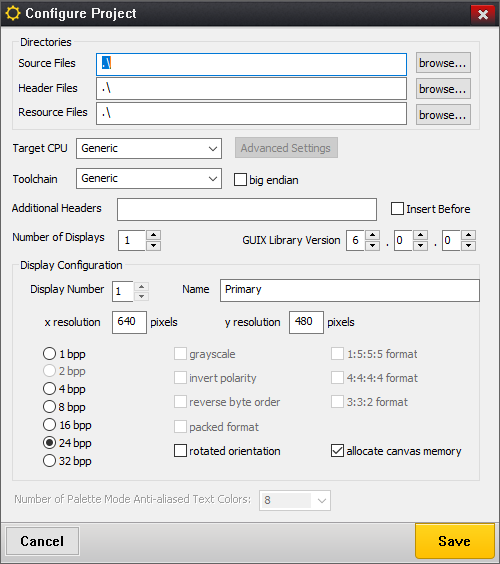 Configure Project
Directories
Source Files .\ browse...
Header Files .\ browse...
Resource Files .\ browse...
Target CPU Generic Advanced Settings
Toolchain Generic big endian
Additional Headers Insert Before
Number of Displays 1 GUIX Library Version 6 . 0 . 0
Display Configuration
Display Number 1 Name Primary
x resolution 640 pixels y resolution 480 pixels
1 bpp grayscale 1:5:5:5 format
2 bpp
invert polarity 4:4:4:4 format
4 bpp
reverse byte order 3:3:2 format
8 bpp
16 bpp packed format
24 bpp rotated orientation allocate canvas memory
32 bpp
Number of Palette Mode Anti-aliased Text Colors: 8
Cancel Save